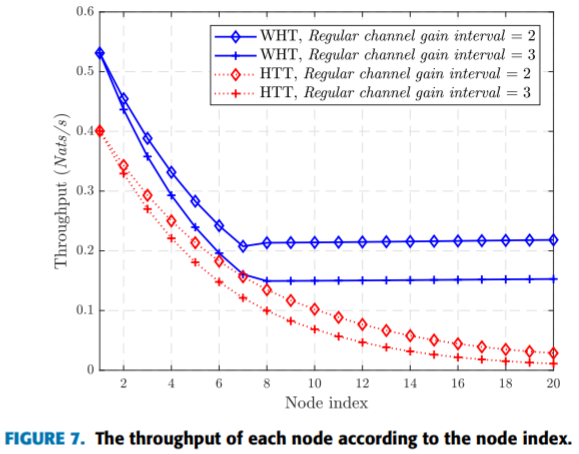 0.6
0.5
0.4
0.3
0.2
0.1
0
Throughput (Nats/s)
WHT, Regular channel gain interval = 2
WHT, Regular channel gain interval = 3
HTT, Regular channel gain interval = 2
HTT, Regular channel gain interval = 3
2 4 6 8 10 12 14 16 18 20
Node index
FIGURE 7. The throughput of each node according to the node index.